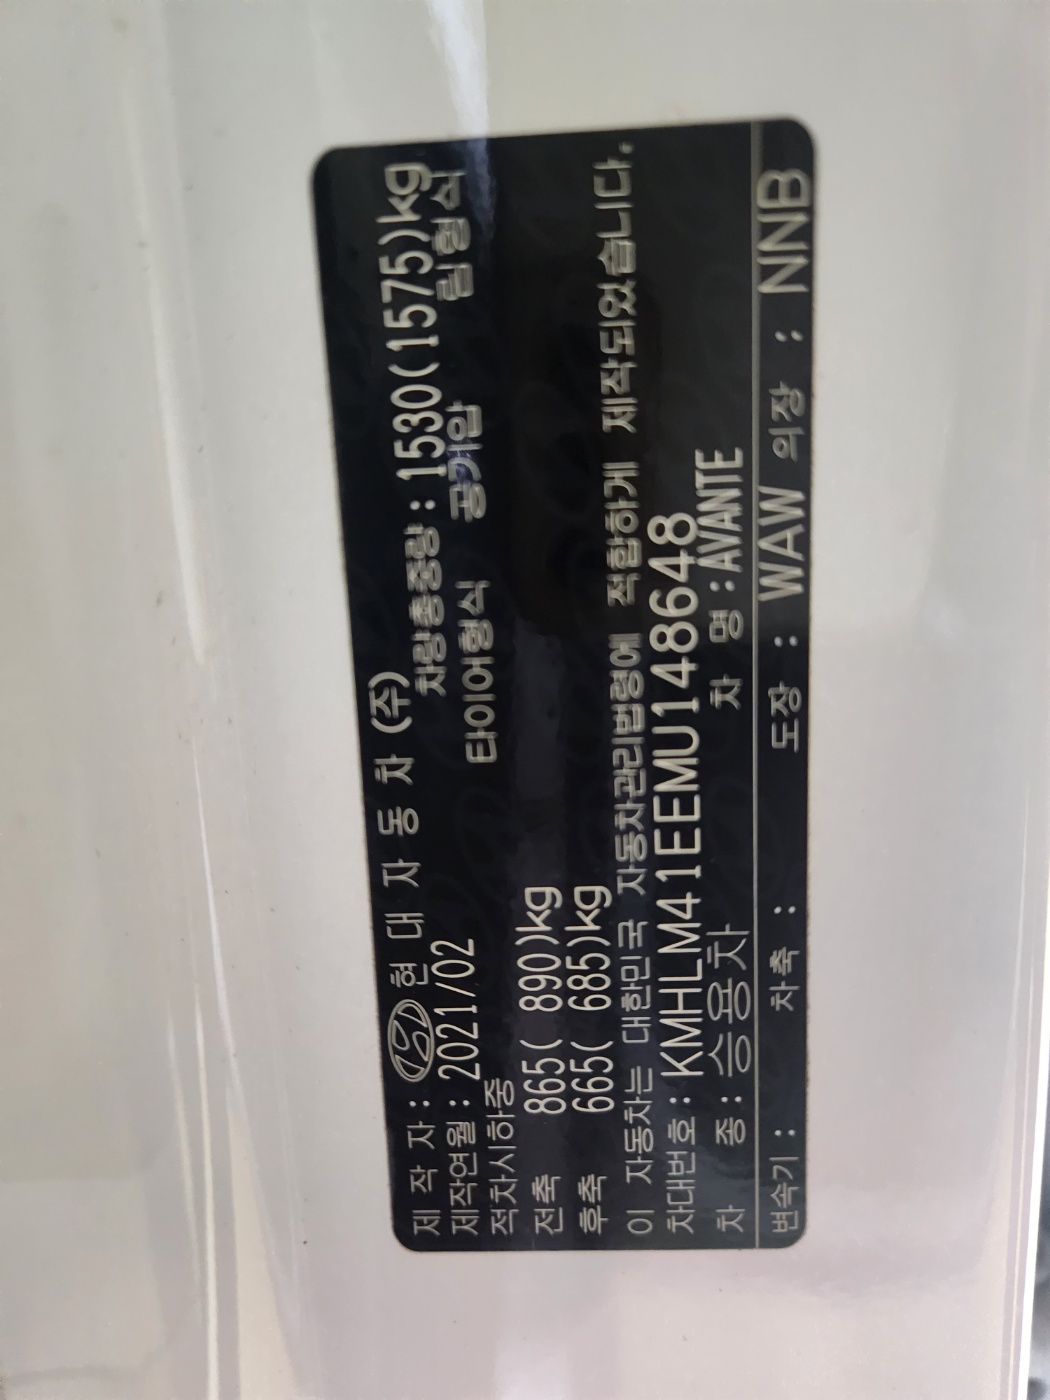 제 작 자 : 현 대 자 동 차 (주)
제작연월 : 2021/02 차량총중량 : 1530(1575)kg
적차시하중 타이어형식 공기압 림형식
전축 865( 890)kg
후축 665( 685)kg
이 자동차는 대한민국 자동차관리법령에 적합하게 제작되었습니다.
차대번호 : KMHLM41EEMU148648
차 종 : 승용차 차 명 : AVANTE
변속기 : 차축 : 도장 : WAW 의장 : NNB